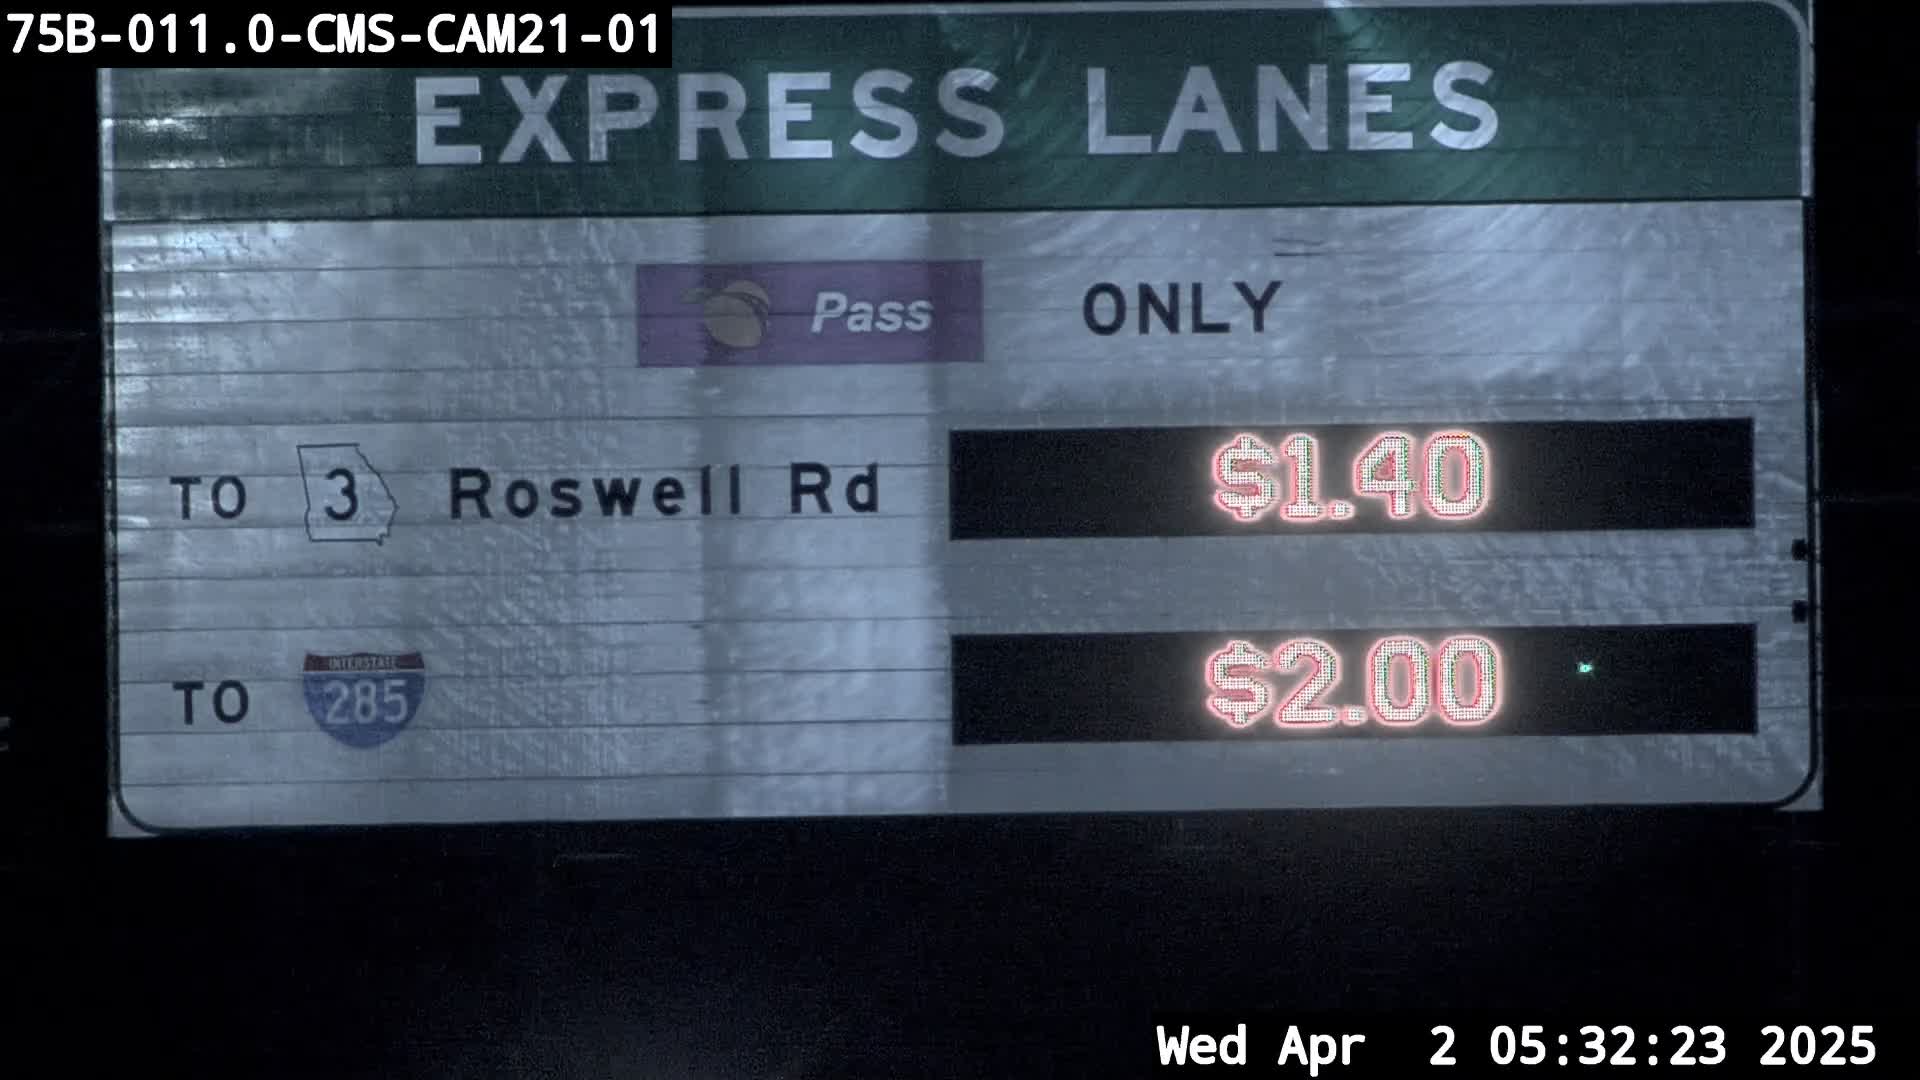 75B-011.0-CMS-CAM21-01
EXPRESS LANES
Pass ONLY
TO 3 Roswell Rd $1.40
INTERSTATE
TO 285 $2.00
Wed Apr 2 05:32:23 2025